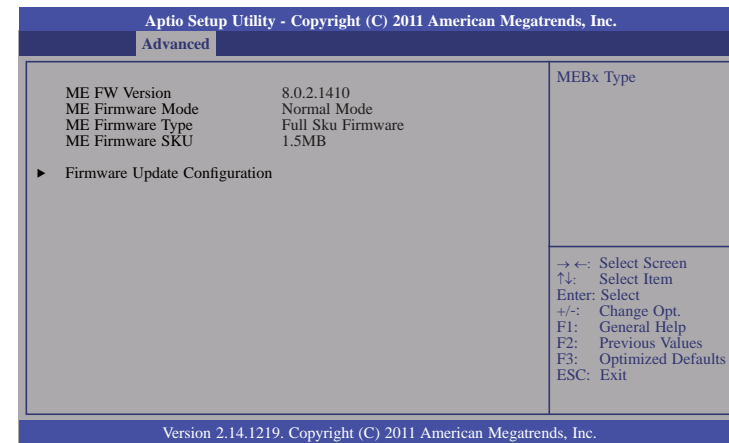 Aptio Setup Utility - Copyright (C) 2011 American Megatrends, Inc.
Advanced
ME FW Version 8.0.2.1410
ME Firmware Mode Normal Mode
ME Firmware Type Full Sku Firmware
ME Firmware SKU 1.5MB
▶ Firmware Update Configuration
MEBx Type
→ ←: Select Screen
↑↓: Select Item
Enter: Select
+/-: Change Opt.
F1: General Help
F2: Previous Values
F3: Optimized Defaults
ESC: Exit
Version 2.14.1219. Copyright (C) 2011 American Megatrends, Inc.